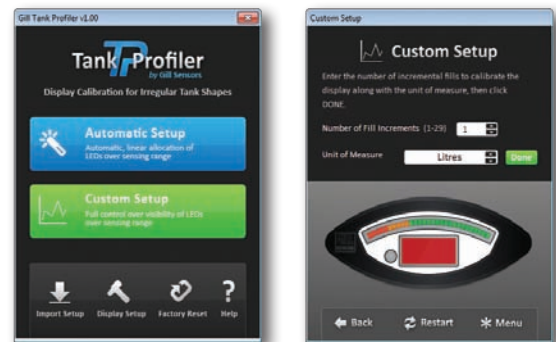 Gill Tank Profiler v1.00
Tank Profiler
by Gill Sensors
Display Calibration for Irregular Tank Shapes
Automatic Setup
Automatic, linear allocation of
LEDs over sensing range
Custom Setup
Full control over visibility of LEDs
over sensing range
Import Setup Display Setup Factory Reset Help
Custom Setup
Custom Setup
Enter the number of incremental fills to calibrate the
display along with the unit of measure, then click
DONE.
Number of Fill Increments (1-29) 1
Unit of Measure Litres Done
Back Restart Menu